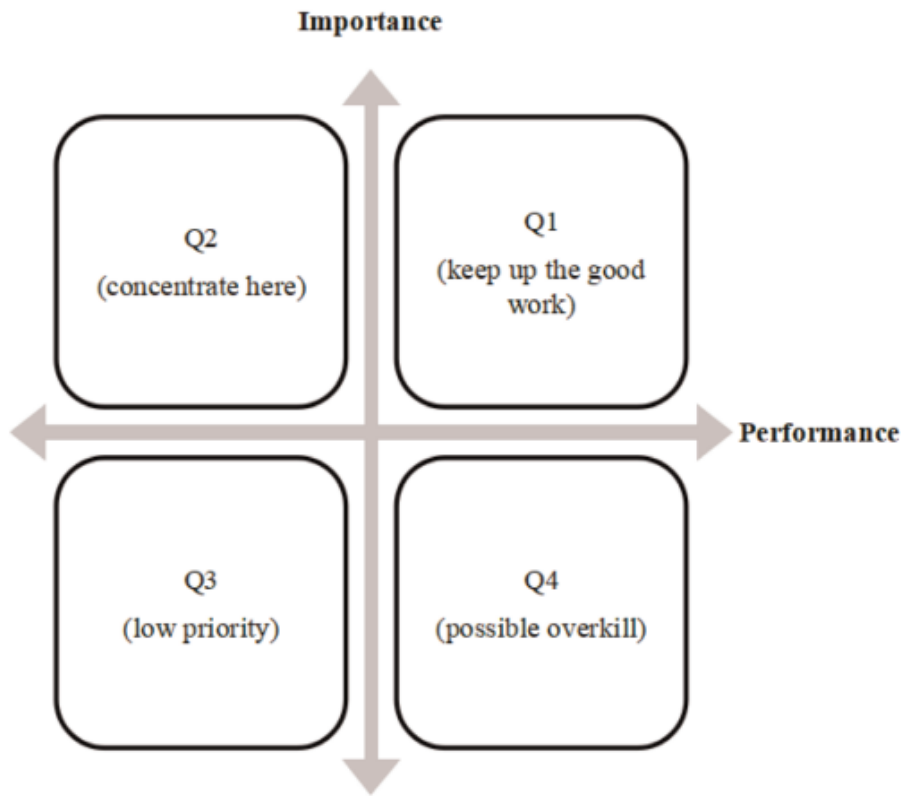 Importance
Q2
(concentrate here)
Q1
(keep up the good
work)
Performance
Q3
(low priority)
Q4
(possible overkill)